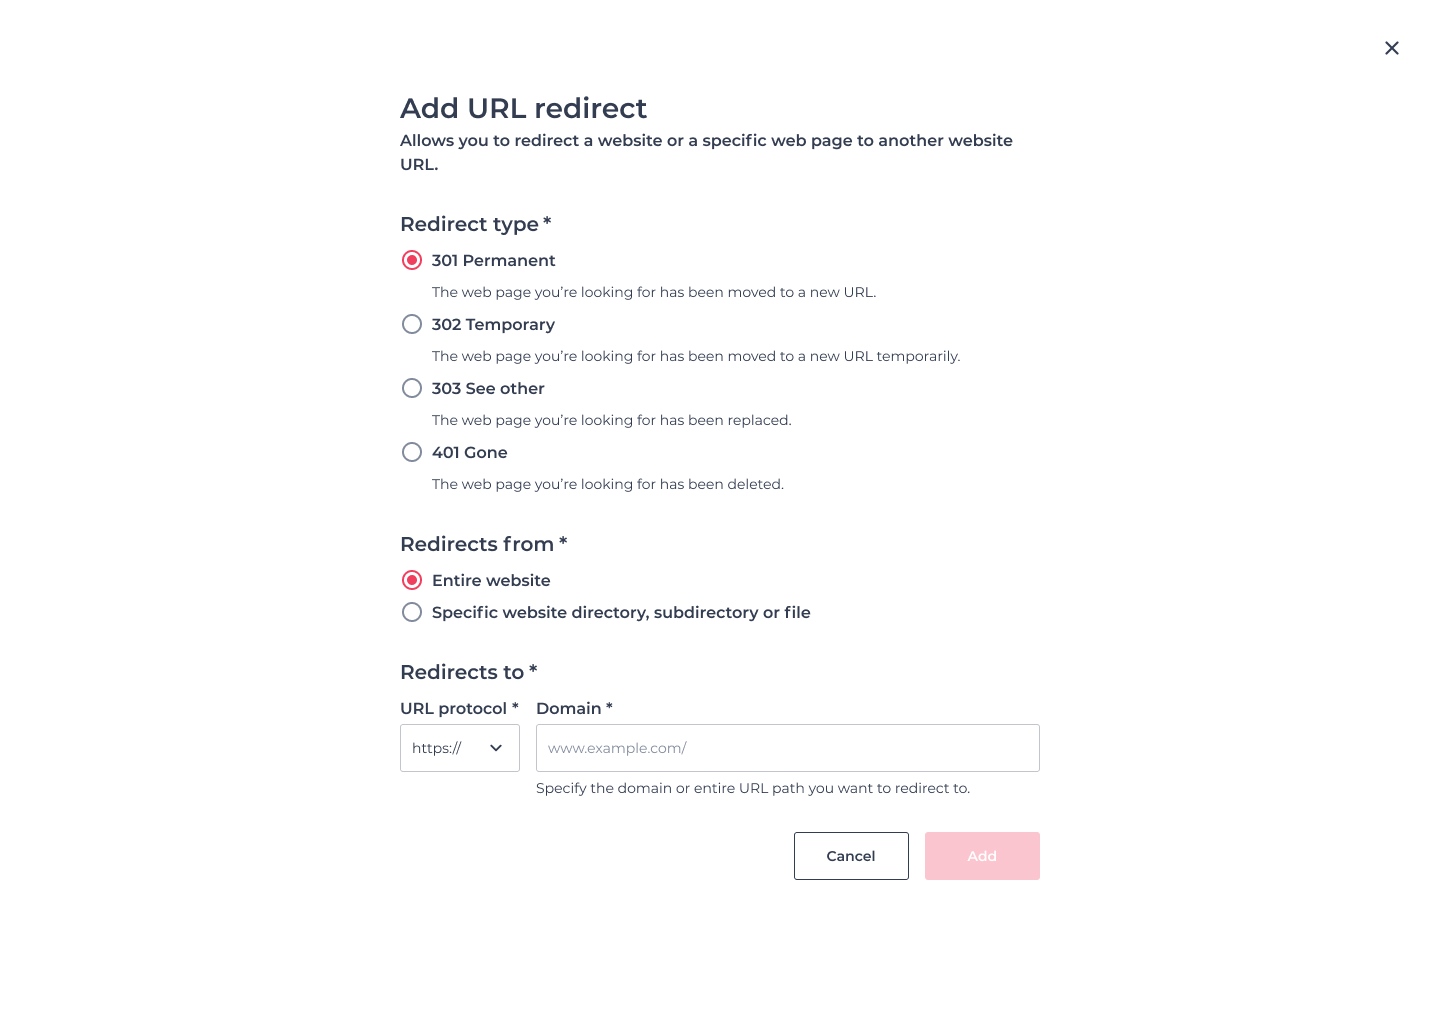 Add URL redirect
Allows you to redirect a website or a specific web page to another website
URL.
Redirect type *
301 Permanent
The web page you’re looking for has been moved to a new URL.
302 Temporary
The web page you’re looking for has been moved to a new URL temporarily.
303 See other
The web page you’re looking for has been replaced.
401 Gone
The web page you’re looking for has been deleted.
Redirects from *
Entire website
Specific website directory, subdirectory or file
Redirects to *
URL protocol * Domain *
https:// www.example.com/
Specify the domain or entire URL path you want to redirect to.
Cancel Add